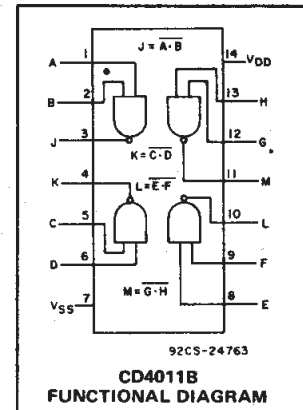 J = A·B
A 1 14 VDD
B 2 13 H
J 3 12 G
K = C·D
K 4 11 M
L = E·F
C 5 10 L
D 6 9 F
M = G·H
VSS 7 8 E
92CS-24763
CD4011B
FUNCTIONAL DIAGRAM